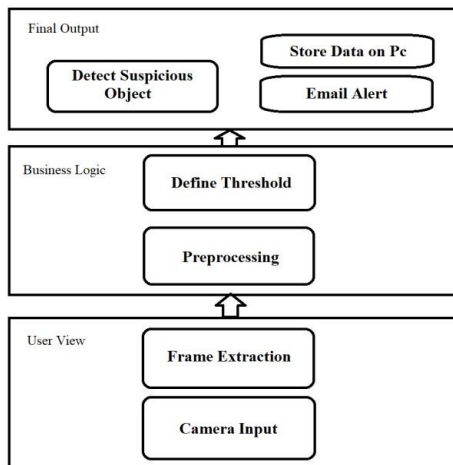 Final Output
Store Data on Pc
Detect Suspicious
Object
Email Alert
Business Logic
Define Threshold
Preprocessing
User View
Frame Extraction
Camera Input